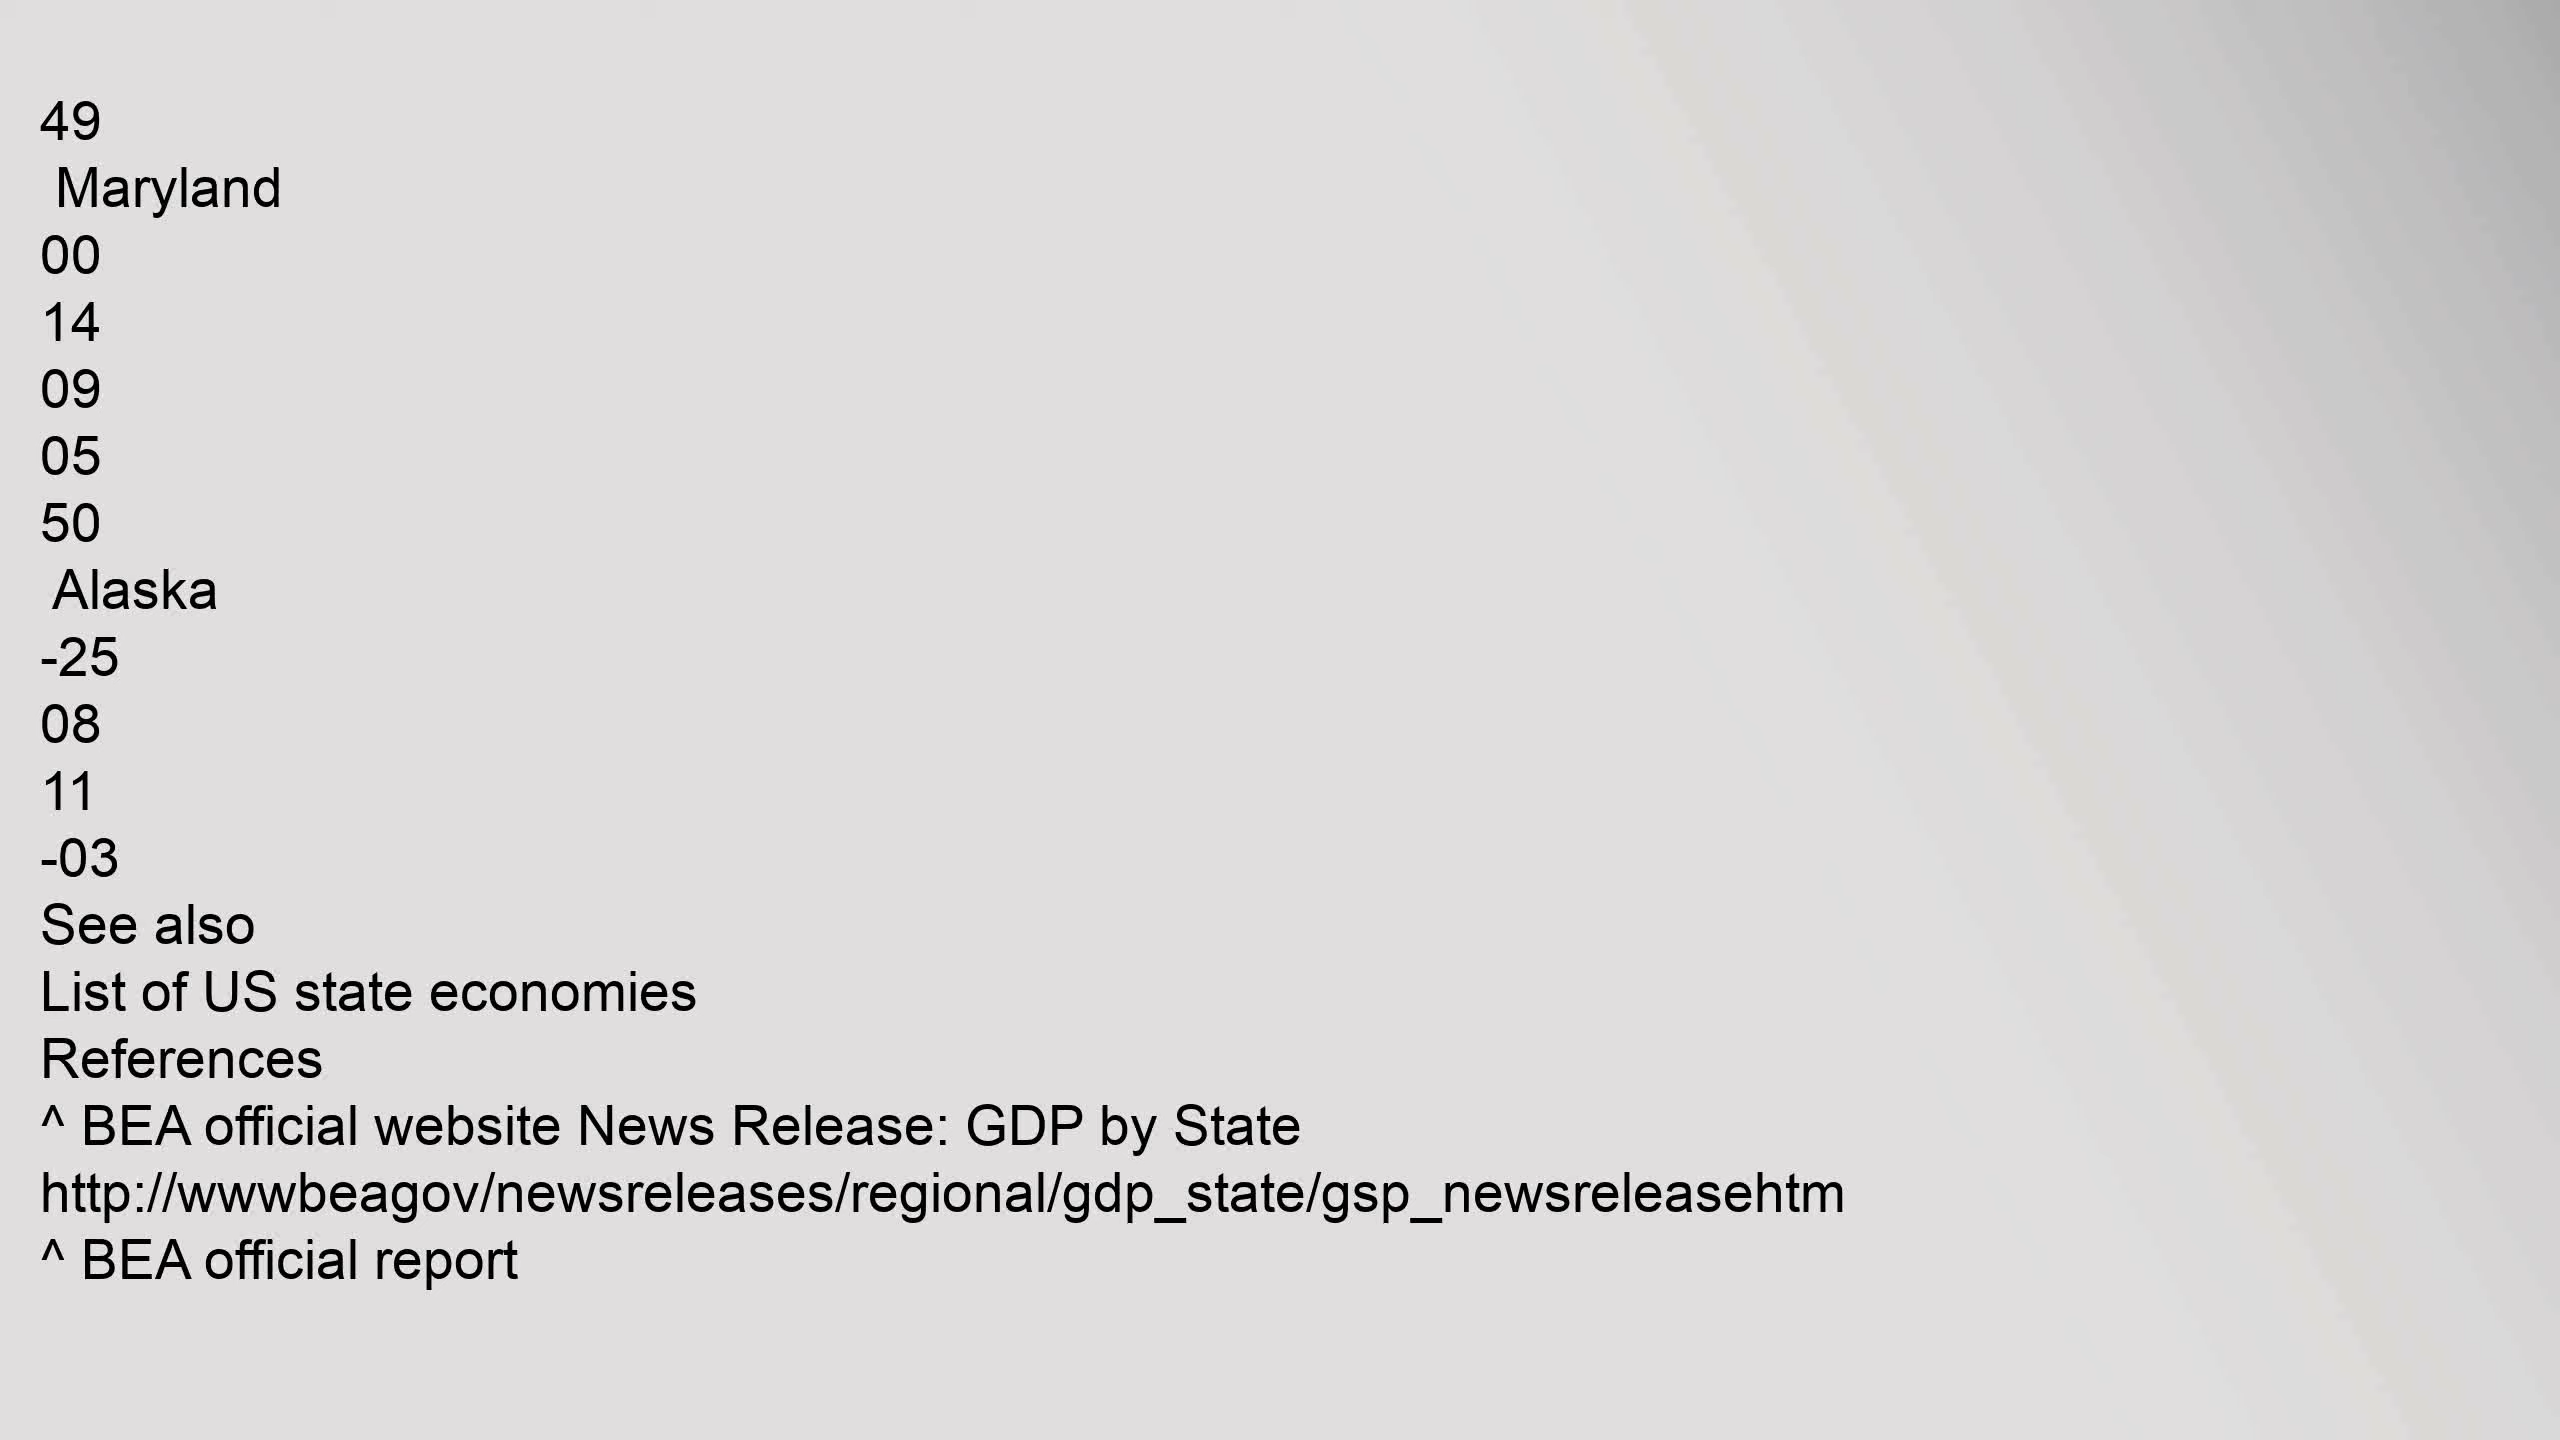 49
Maryland
00
14
09
05
50
Alaska
-25
08
11
-03
See also
List of US state economies
References
^ BEA official website News Release: GDP by State
http://wwwbeagov/newsreleases/regional/gdp_state/gsp_newsreleasehtm
^ BEA official report